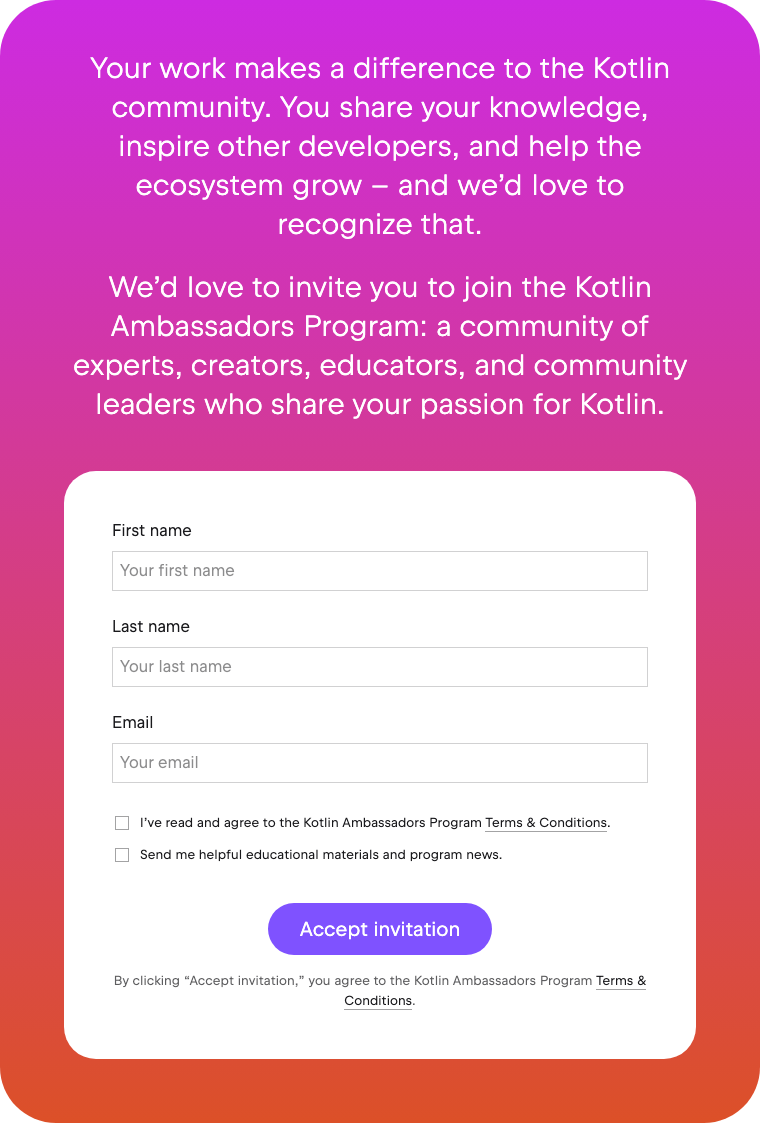 Your work makes a difference to the Kotlin
community. You share your knowledge,
inspire other developers, and help the
ecosystem grow – and we’d love to
recognize that.
We’d love to invite you to join the Kotlin
Ambassadors Program: a community of
experts, creators, educators, and community
leaders who share your passion for Kotlin.
First name
Your first name
Last name
Your last name
Email
Your email
I’ve read and agree to the Kotlin Ambassadors Program Terms & Conditions.
Send me helpful educational materials and program news.
Accept invitation
By clicking “Accept invitation,” you agree to the Kotlin Ambassadors Program Terms &
Conditions.